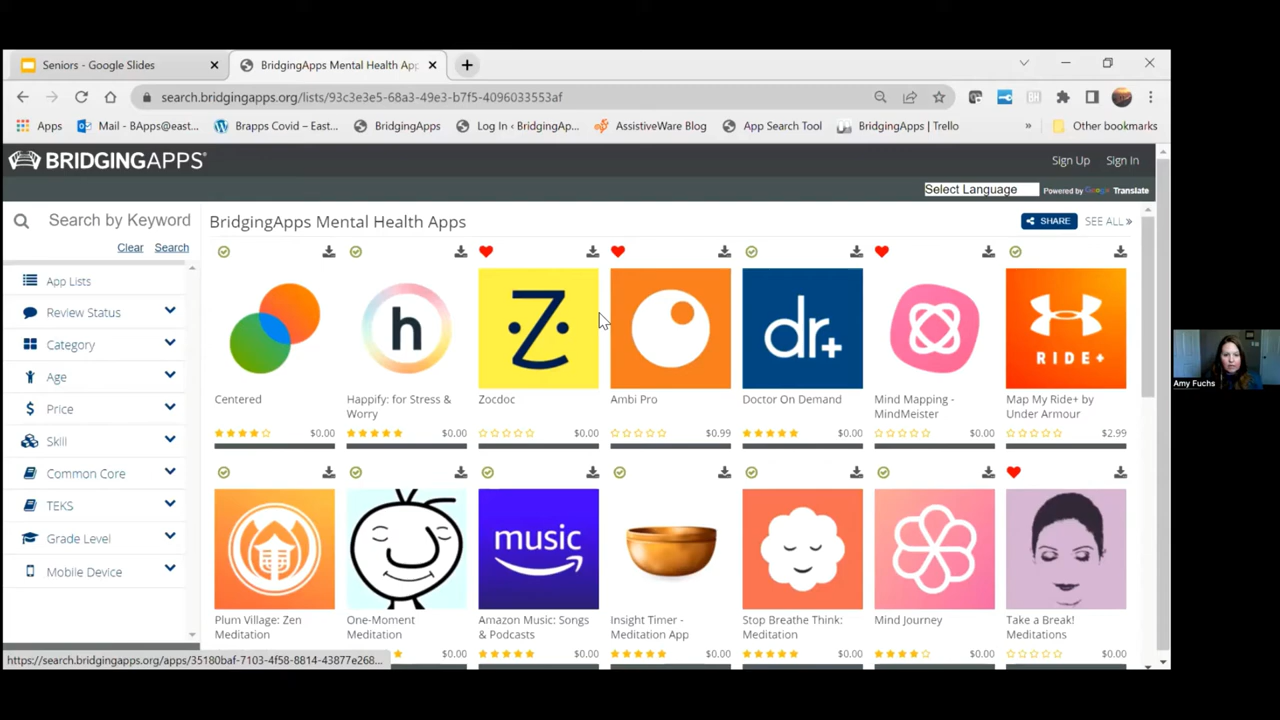 Seniors - Google Slides
BridgingApps Mental Health App
search.bridgingapps.org/lists/93c3e3e5-68a3-49e3-b7f5-4096033553af
Apps
Mail - BApps@east...
Brapps Covid – East...
BridgingApps
Log In ‹ BridgingAp...
AssistiveWare Blog
App Search Tool
BridgingApps | Trello
»
Other bookmarks
BRIDGINGAPPS®
Sign Up
Sign In
Select Language
Powered by Google Translate
Search by Keyword
Clear
Search
BridgingApps Mental Health Apps
SHARE
SEE ALL »
App Lists
Review Status
Category
Age
Price
Skill
Common Core
TEKS
Grade Level
Mobile Device
h
Z
dr+
RIDE+
Centered
Happify: for Stress &
Worry
Zocdoc
Ambi Pro
Doctor On Demand
Mind Mapping -
MindMeister
Map My Ride+ by
Under Armour
$0.00
$0.00
$0.00
$0.99
$0.00
$0.00
$2.99
music
Plum Village: Zen
Meditation
One-Moment
Meditation
Amazon Music: Songs
& Podcasts
Insight Timer -
Meditation App
Stop Breathe Think:
Meditation
Mind Journey
Take a Break!
Meditations
$0.00
$0.00
$0.00
$0.00
$0.00
$0.00
https://search.bridgingapps.org/apps/35180baf-7103-4f58-8814-43877e268...
Amy Fuchs